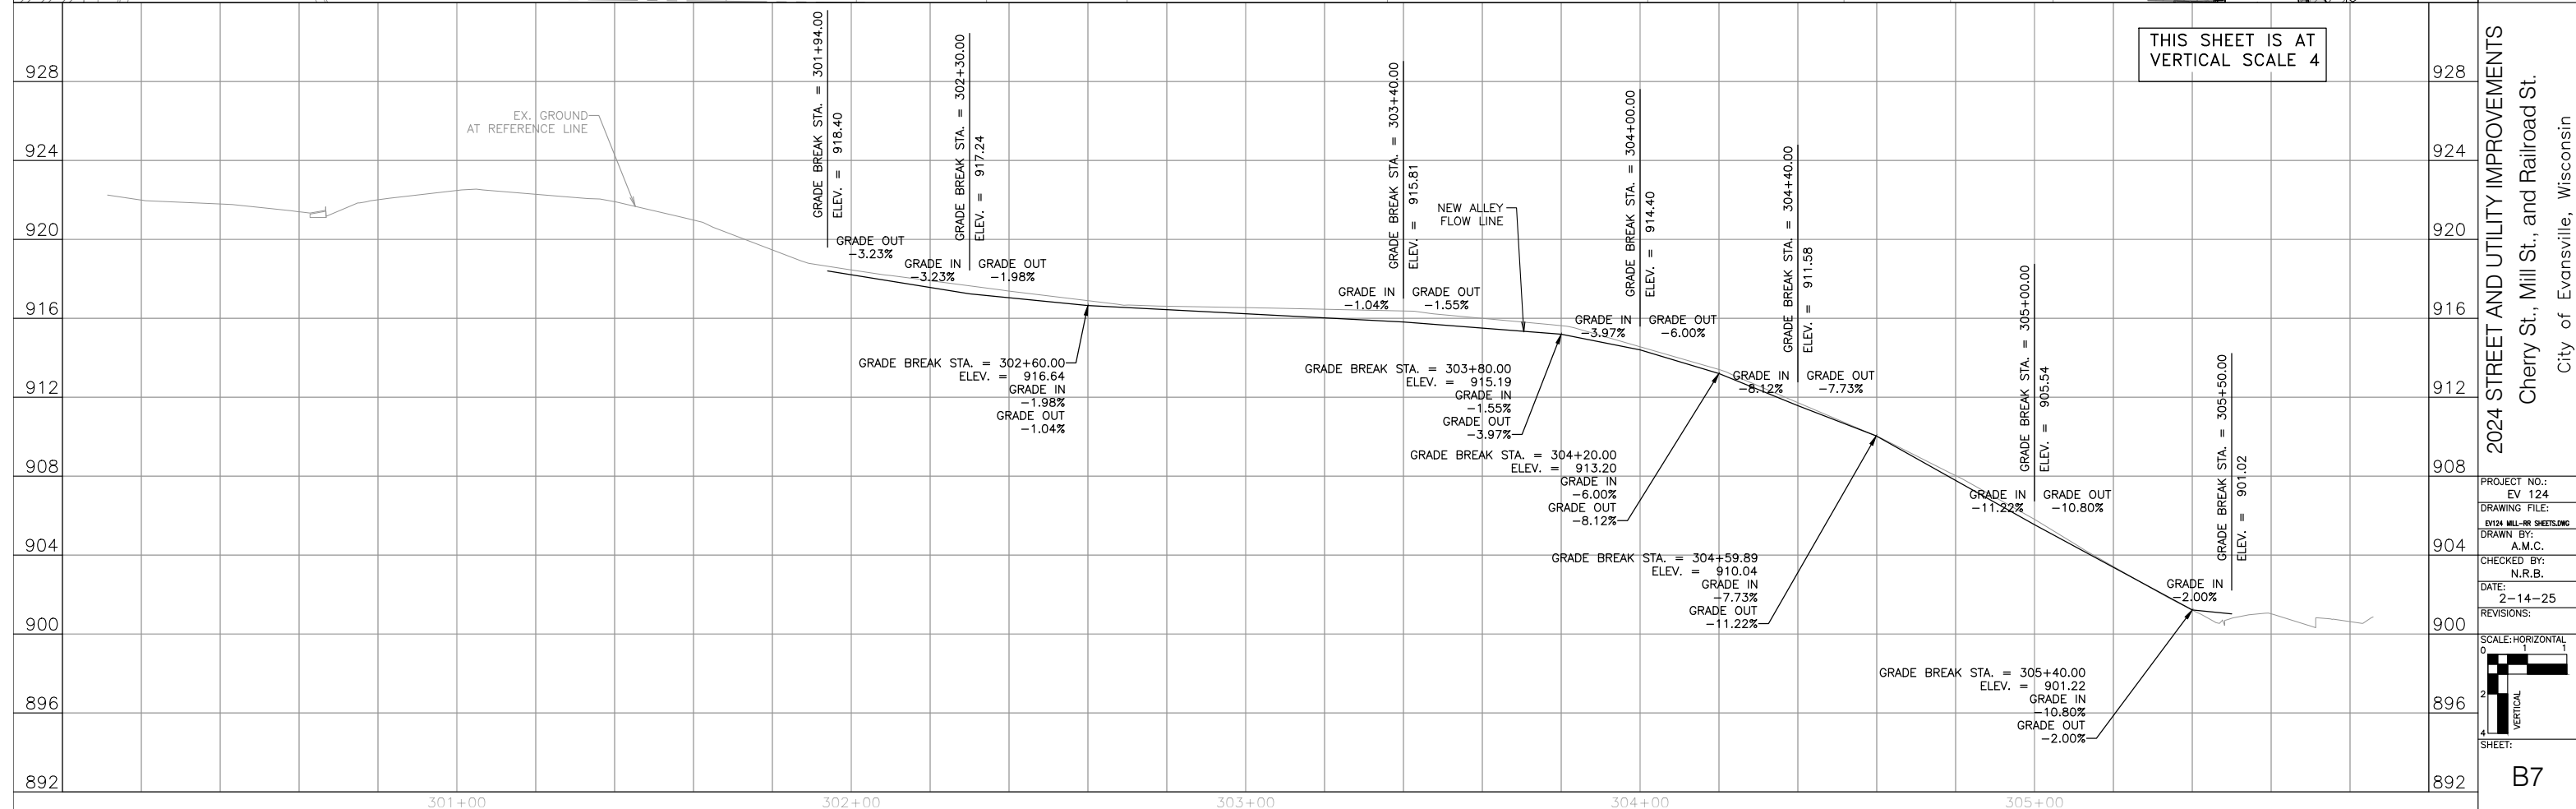 THIS SHEET IS AT
VERTICAL SCALE 4
928
924
920
916
912
908
904
900
896
892
EX. GROUND
AT REFERENCE LINE
GRADE BREAK STA. = 301+94.00
ELEV. = 918.40
GRADE OUT
-3.23%
GRADE BREAK STA. = 302+30.00
ELEV. = 917.24
GRADE IN
-3.23%
GRADE OUT
-1.98%
GRADE BREAK STA. = 302+60.00
ELEV. = 916.64
GRADE IN
-1.98%
GRADE OUT
-1.04%
GRADE BREAK STA. = 303+40.00
ELEV. = 915.81
GRADE IN
-1.04%
GRADE OUT
-1.55%
NEW ALLEY
FLOW LINE
GRADE BREAK STA. = 303+80.00
ELEV. = 915.19
GRADE IN
-1.55%
GRADE OUT
-3.97%
GRADE BREAK STA. = 304+00.00
ELEV. = 914.40
GRADE IN
-3.97%
GRADE OUT
-6.00%
GRADE BREAK STA. = 304+20.00
ELEV. = 913.20
GRADE IN
-6.00%
GRADE OUT
-8.12%
GRADE BREAK STA. = 304+40.00
ELEV. = 911.58
GRADE IN
-8.12%
GRADE OUT
-7.73%
GRADE BREAK STA. = 304+59.89
ELEV. = 910.04
GRADE IN
-7.73%
GRADE OUT
-11.22%
GRADE BREAK STA. = 305+00.00
ELEV. = 905.54
GRADE IN
-11.22%
GRADE OUT
-10.80%
GRADE BREAK STA. = 305+40.00
ELEV. = 901.22
GRADE IN
-10.80%
GRADE OUT
-2.00%
GRADE BREAK STA. = 305+50.00
ELEV. = 901.02
GRADE IN
-2.00%
928
924
920
916
912
908
904
900
896
892
301+00
302+00
303+00
304+00
305+00
2024 STREET AND UTILITY IMPROVEMENTS
Cherry St., Mill St., and Railroad St.
City of Evansville, Wisconsin
PROJECT NO.:
EV 124
DRAWING FILE:
EV124 MILL-RR SHEETS.DWG
DRAWN BY:
A.M.C.
CHECKED BY:
N.R.B.
DATE:
2-14-25
REVISIONS:
SCALE: HORIZONTAL
0 1 1
2
4
VERTICAL
SHEET:
B7